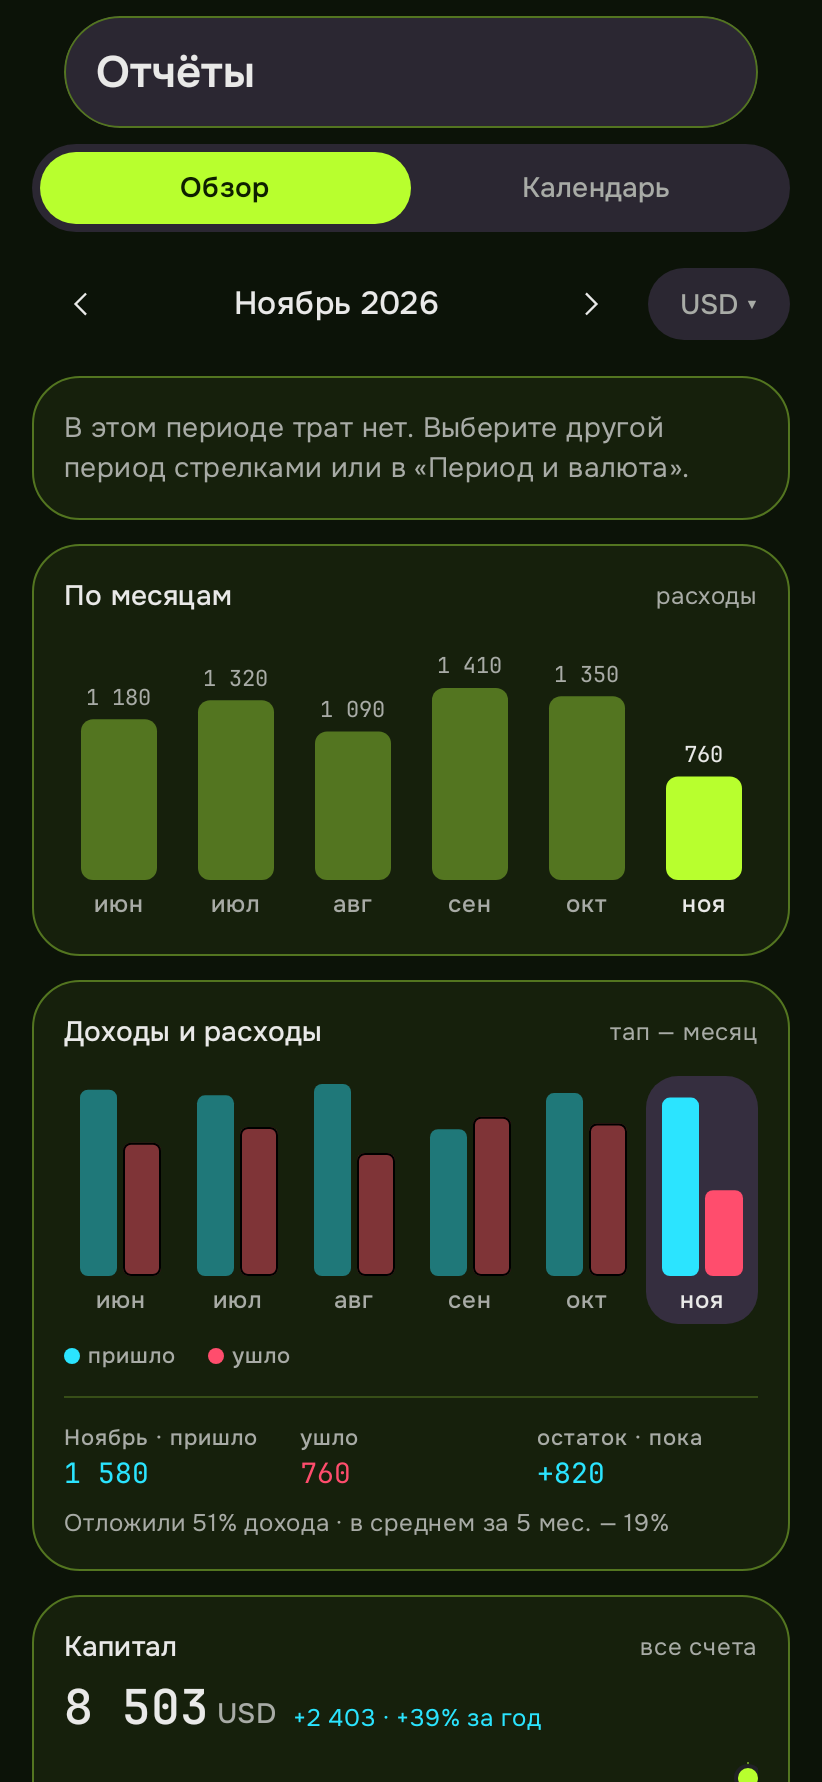 Отчёты
Обзор
Календарь
Ноябрь 2026
USD ▾
В этом периоде трат нет. Выберите другой
период стрелками или в «Период и валюта».
По месяцам
расходы
1 180
1 320
1 090
1 410
1 350
760
июн
июл
авг
сен
окт
ноя
Доходы и расходы
тап — месяц
июн
июл
авг
сен
окт
ноя
пришло
ушло
Ноябрь · пришло
ушло
остаток · пока
1 580
760
+820
Отложили 51% дохода · в среднем за 5 мес. — 19%
Капитал
все счета
8 503 USD
+2 403 · +39% за год